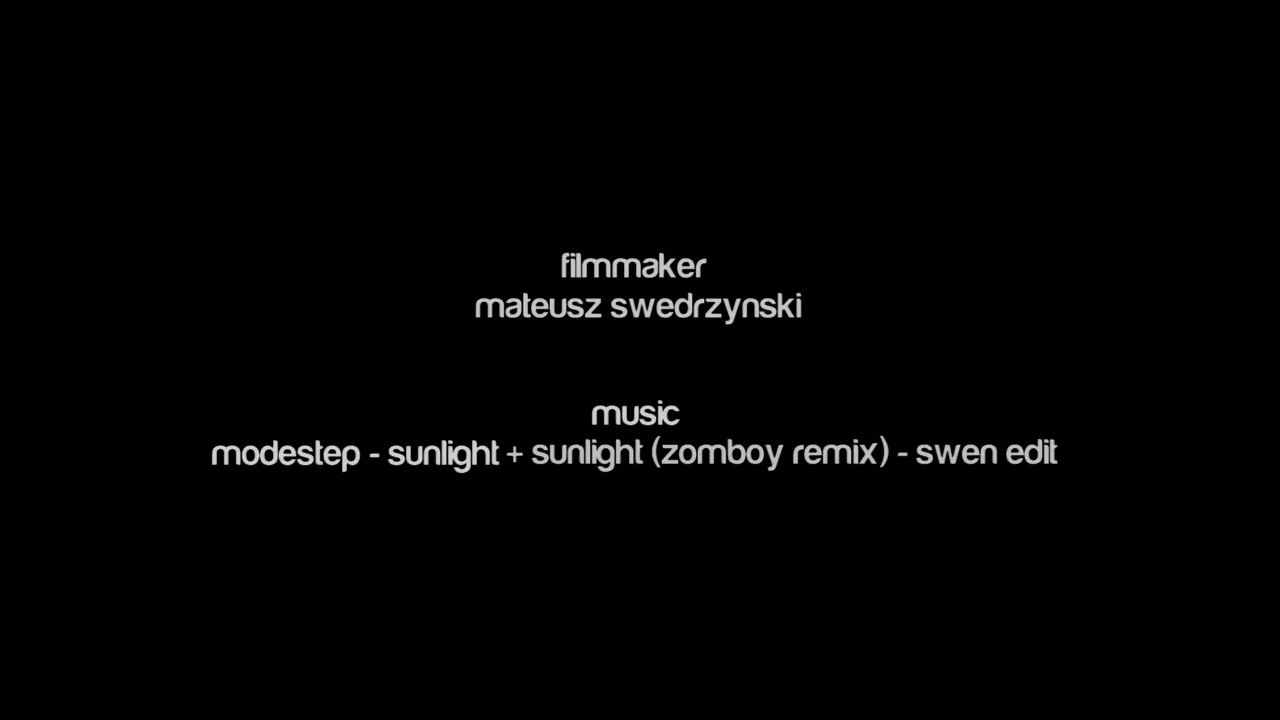 filmmaker
mateusz swedrzynski
music
modestep - sunlight + sunlight (zomboy remix) - swen edit